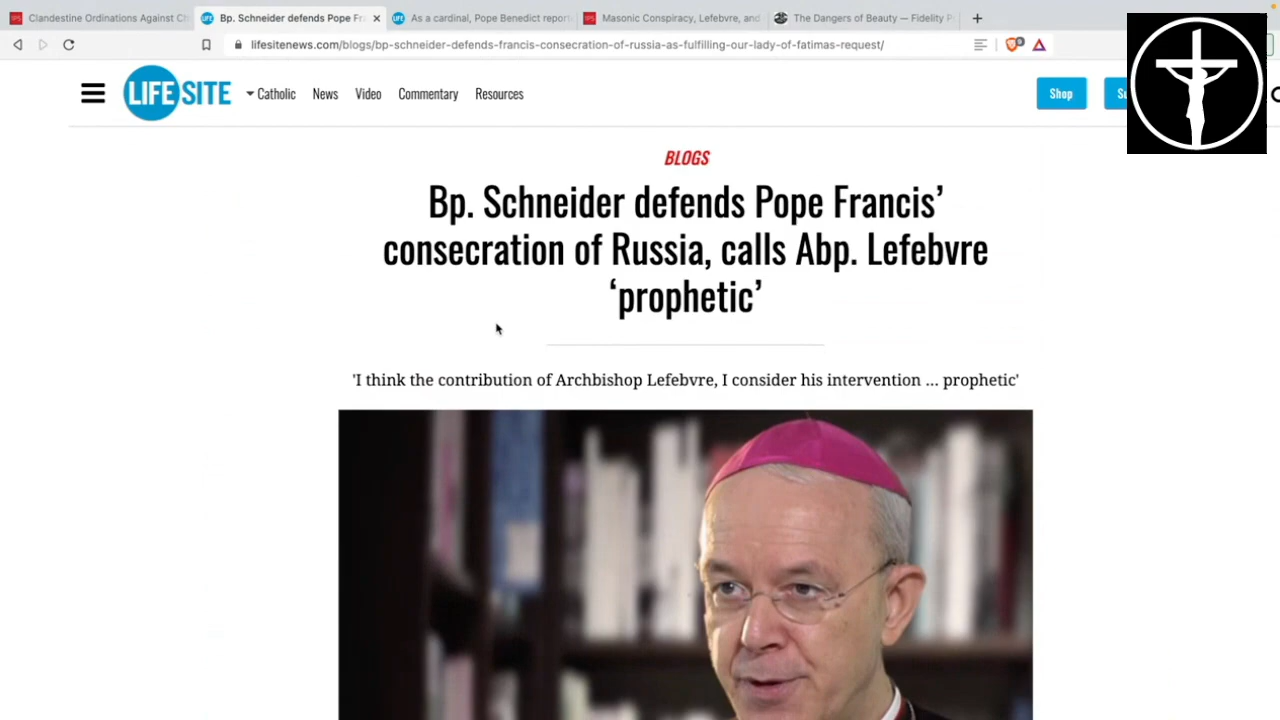 Clandestine Ordinations Against Ch
Bp. Schneider defends Pope Fr
As a cardinal, Pope Benedict report
Masonic Conspiracy, Lefebvre, and
The Dangers of Beauty — Fidelity P
lifesitenews.com/blogs/bp-schneider-defends-francis-consecration-of-russia-as-fulfilling-our-lady-of-fatimas-request/
LIFE SITE
Catholic
News
Video
Commentary
Resources
Shop
Su
BLOGS
Bp. Schneider defends Pope Francis’
consecration of Russia, calls Abp. Lefebvre
‘prophetic’
'I think the contribution of Archbishop Lefebvre, I consider his intervention ... prophetic'